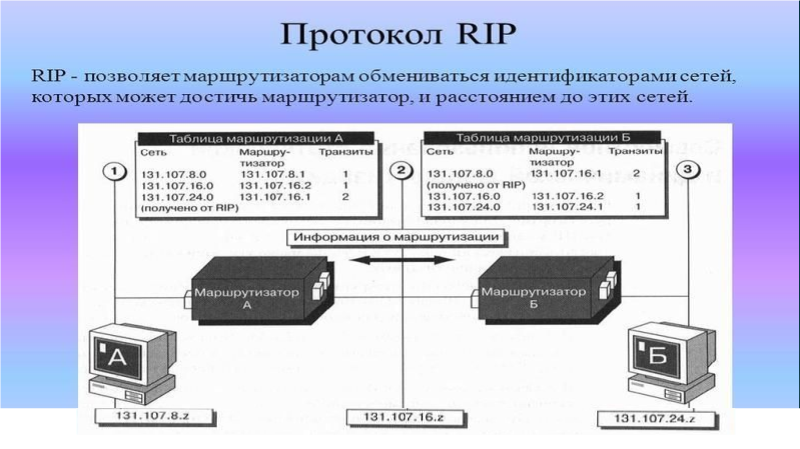 Протокол RIP
RIP - позволяет маршрутизаторам обмениваться идентификаторами сетей,
которых может достичь маршрутизатор, и расстоянием до этих сетей.
Таблица маршрутизации А
Сеть Маршру- Транзиты
тизатор
131.107.8.0 131.107.8.1 1
131.107.16.0 131.107.16.2 1
131.107.24.0 131.107.16.1 2
(получено от RIP)
Таблица маршрутизации Б
Сеть Маршру- Транзиты
тизатор
131.107.8.0 131.107.16.1 2
(получено от RIP)
131.107.16.0 131.107.16.2 1
131.107.24.0 131.107.24.1 1
1
2
3
Информация о маршрутизации
Маршрутизатор
А
Маршрутизатор
Б
А
Б
131.107.8.z
131.107.16.z
131.107.24.z